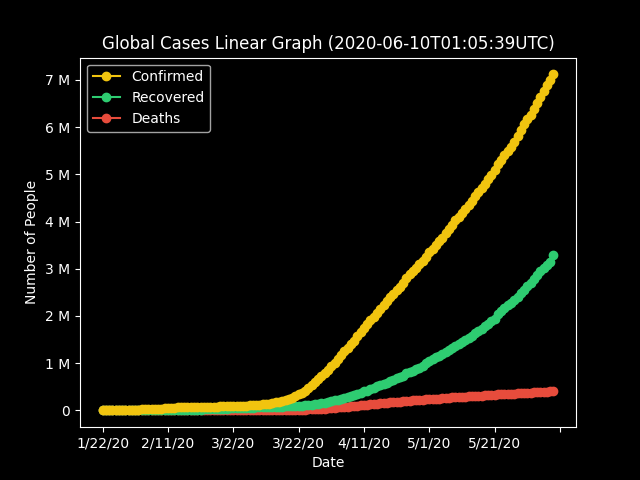 Global Cases Linear Graph (2020-06-10T01:05:39UTC)
Confirmed
Recovered
Deaths
Number of People
7 M
6 M
5 M
4 M
3 M
2 M
1 M
0
1/22/20 2/11/20 3/2/20 3/22/20 4/11/20 5/1/20 5/21/20
Date